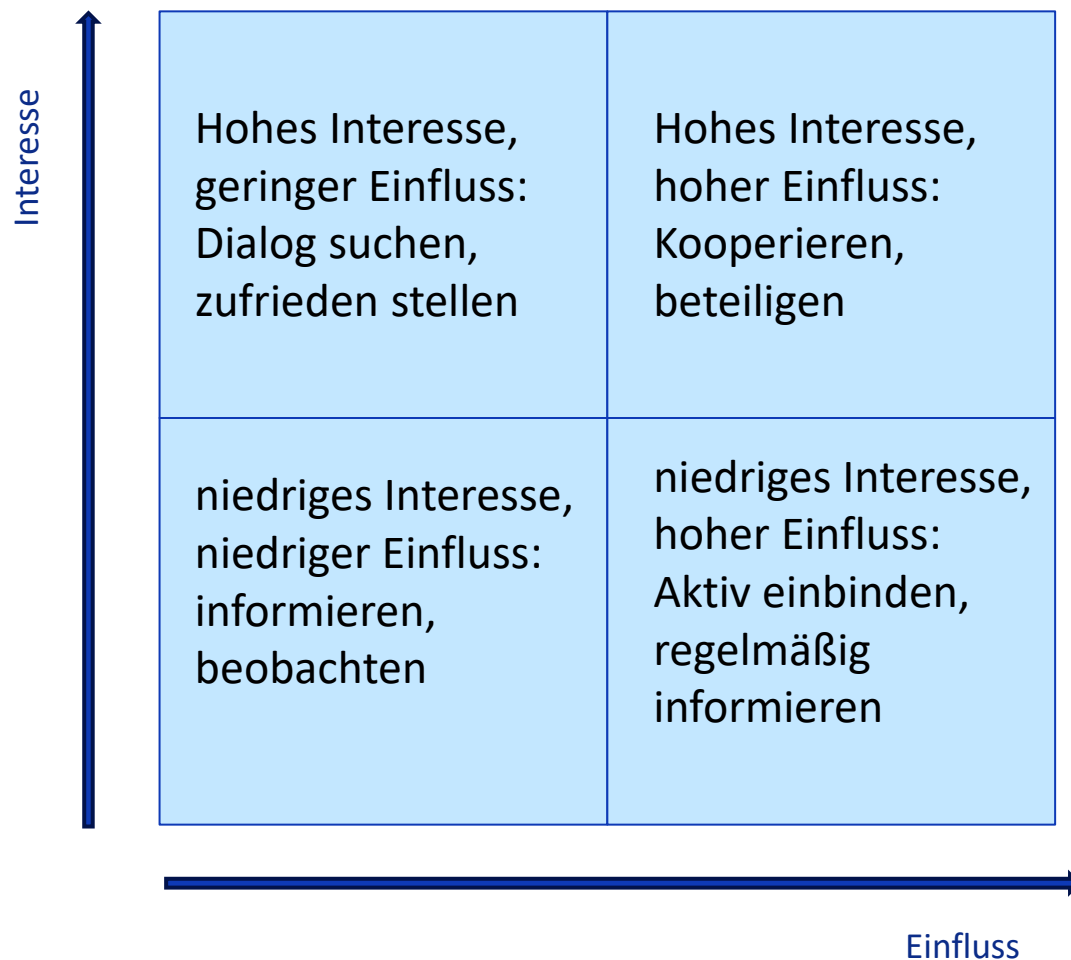 Interesse
Hohes Interesse,
geringer Einfluss:
Dialog suchen,
zufrieden stellen
Hohes Interesse,
hoher Einfluss:
Kooperieren,
beteiligen
niedriges Interesse,
niedriger Einfluss:
informieren,
beobachten
niedriges Interesse,
hoher Einfluss:
Aktiv einbinden,
regelmäßig
informieren
Einfluss